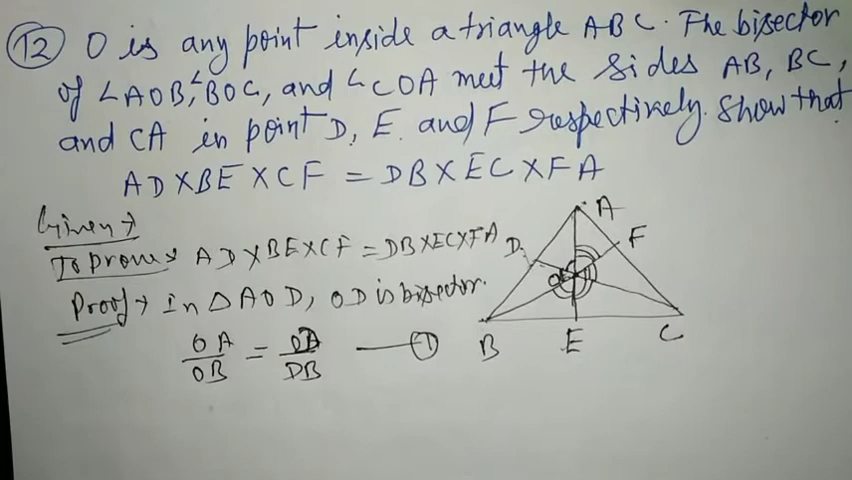 12 O is any point inside a triangle ABC. The bisector
of ∠AOB, ∠BOC, and ∠COA meet the sides AB, BC,
and CA in point D, E and F respectively. Show that
AD×BE×CF = DB×EC×FA
Given→
To prove→ AD×BE×CF = DB×EC×FA
Proof→ In △AOD, OD is bisector.
OA/OB = /DB —— 1
A
F
D
O
B
E
C